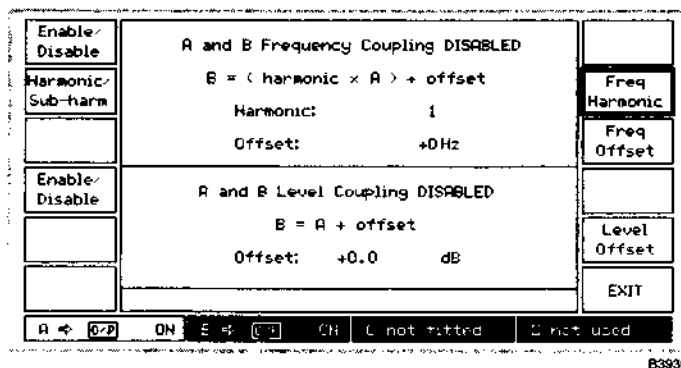 Enable/
Disable
Harmonic/
Sub-harm
Enable/
Disable
A and B Frequency Coupling DISABLED
B = ( harmonic × A ) + offset
Harmonic: 1
Offset: +0Hz
A and B Level Coupling DISABLED
B = A + offset
Offset: +0.0 dB
Freq
Harmonic
Freq
Offset
Level
Offset
EXIT
A ⇨ O/P ON
ON
C not fitted
not used
B393